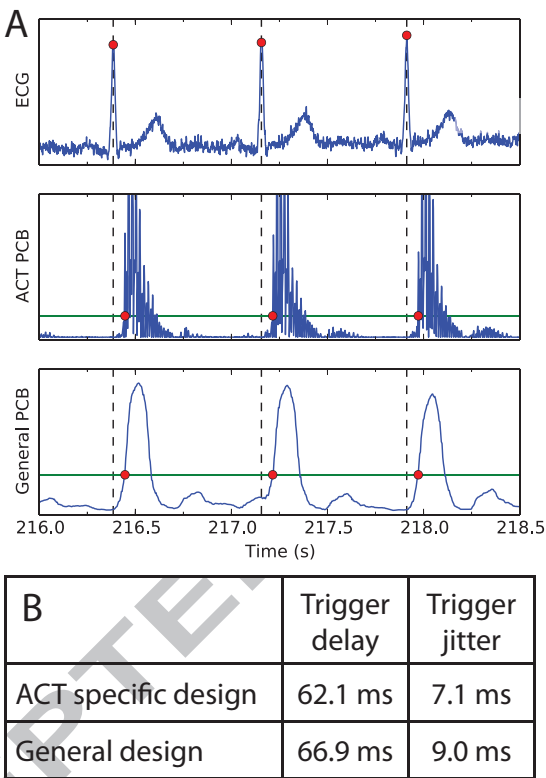 A
ECG
ACT PCB
General PCB
216.0 216.5 217.0 217.5 218.0 218.5
Time (s)
B
Trigger delay
Trigger jitter
ACT specific design 62.1 ms 7.1 ms
General design 66.9 ms 9.0 ms
PTE